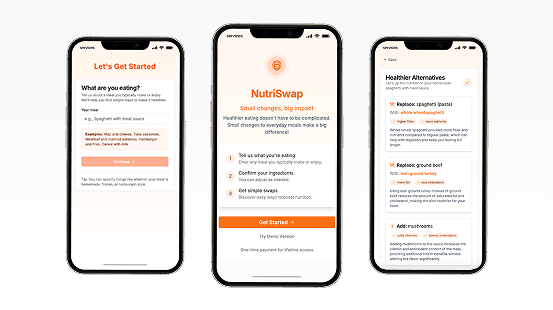 services
Let's Get Started
What are you eating?
Tell us about a meal you typically make or enjoy.
We'll help you find simple ways to make it healthier.
Your meal
e.g., Spaghetti with meat sauce
Examples: Mac and cheese, Tuna casserole,
Meatloaf and mashed potatoes, Hamburger
and fries, Cereal with milk
Continue →
Tip: You can specify things like whether your meal is
homemade, frozen, or restaurant-style.
services
NutriSwap
Small changes, big impact
Healthier eating doesn't have to be complicated.
Small changes to everyday meals make a big
difference!
1 Tell us what you're eating
Enter any meal you typically make or enjoy.
2 Confirm your ingredients
You can adjust as needed.
3 Get simple swaps
Discover easy ways to boost nutrition.
Get Started →
Try Demo Version
One-time payment for lifetime access
services
← Back
Healthier Alternatives
Let's up the nutrition in your homemade
spaghetti with meat sauce.
Replace: spaghetti (pasta)
With: whole wheat spaghetti
✓ higher fiber ✓ more nutrients
Whole wheat spaghetti provides more fiber and
nutrients compared to regular pasta, which can
help with digestion and keep you feeling full
longer.
Replace: ground beef
With: lean ground turkey
✓ lower fat ✓ less cholesterol
Using lean ground turkey instead of ground
beef reduces the amount of saturated fat and
cholesterol, making the dish healthier for your
heart.
+ Add: mushrooms
✓ adds vitamins ✓ boosts antioxidants
Adding mushrooms to the sauce increases the
vitamin and antioxidant content of the meal,
providing additional health benefits without
altering the flavor significantly.